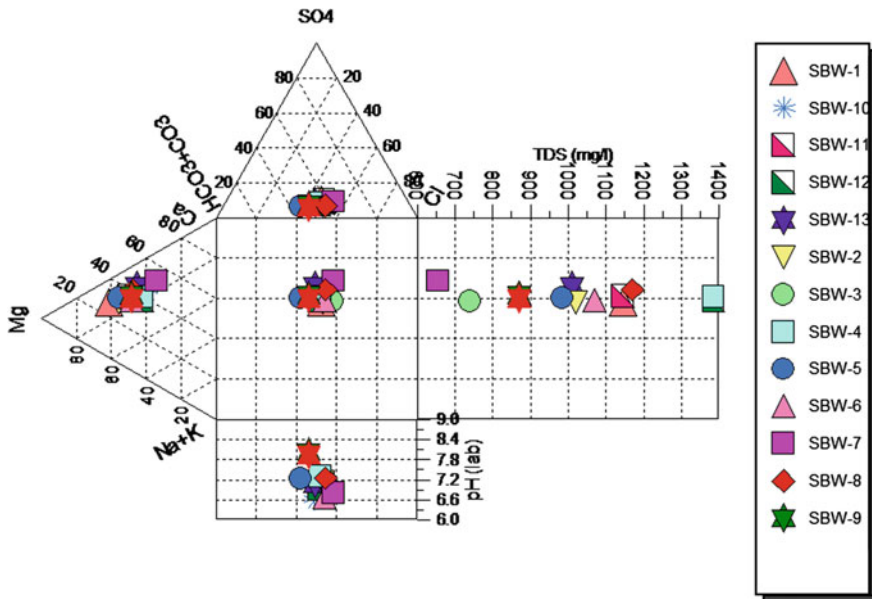 SO4
80 20
60 40
40 60
20 80
HCO3+CO3
Cl
Ca
80
60
40
20
Mg
80
60
40
20
Na+K
TDS (mg/l)
600 700 800 900 1000 1100 1200 1300 1400
9.0
8.4
7.8
7.2
6.6
6.0
pH (lab)
SBW-1
SBW-10
SBW-11
SBW-12
SBW-13
SBW-2
SBW-3
SBW-4
SBW-5
SBW-6
SBW-7
SBW-8
SBW-9